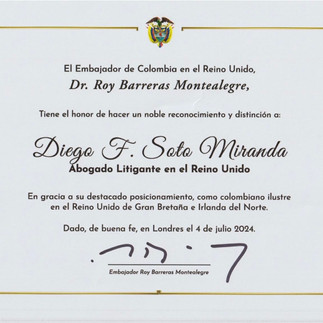 El Embajador de Colombia en el Reino Unido,
Dr. Roy Barreras Montealegre,
Tiene el honor de hacer un noble reconocimiento y distinción a:
Diego F. Soto Miranda
Abogado Litigante en el Reino Unido
En gracia a su destacado posicionamiento, como colombiano ilustre
en el Reino Unido de Gran Bretaña e Irlanda del Norte.
Dado, de buena fe, en Londres el 4 de julio 2024.
Embajador Roy Barreras Montealegre